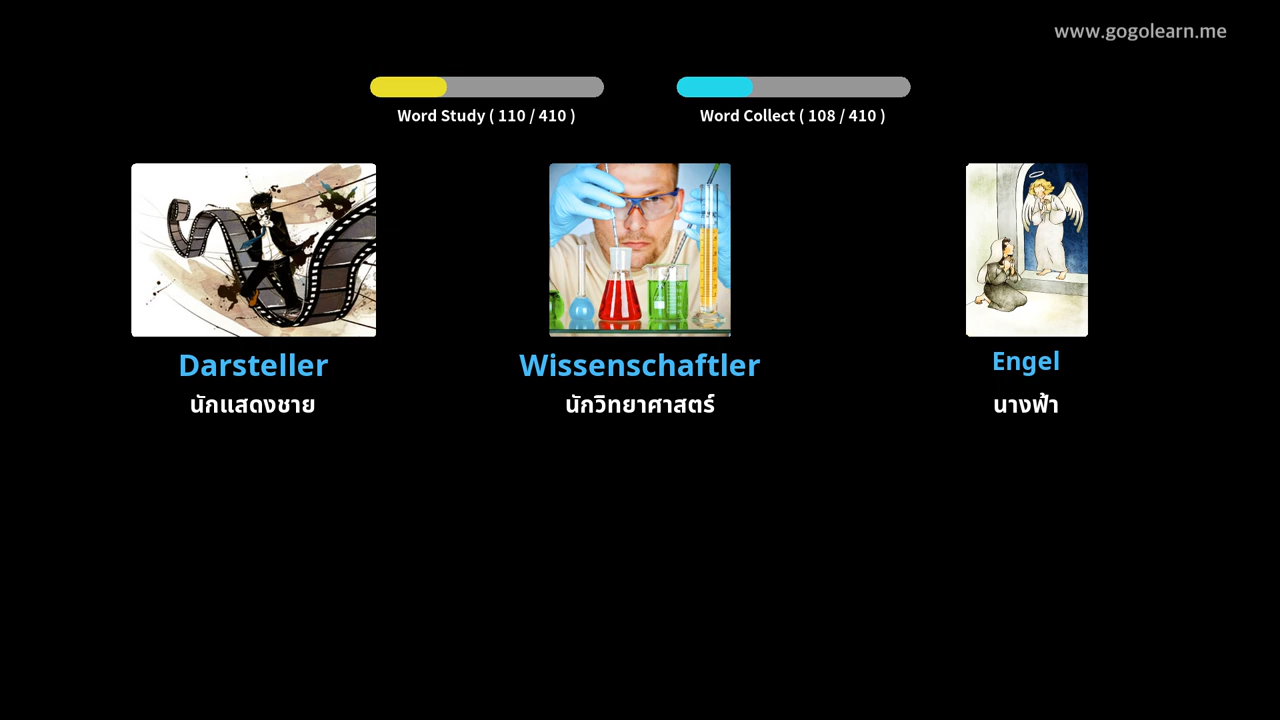 www.gogolearn.me
Word Study ( 110 / 410 )
Word Collect ( 108 / 410 )
Darsteller
นักแสดงชาย
Wissenschaftler
นักวิทยาศาสตร์
Engel
นางฟ้า